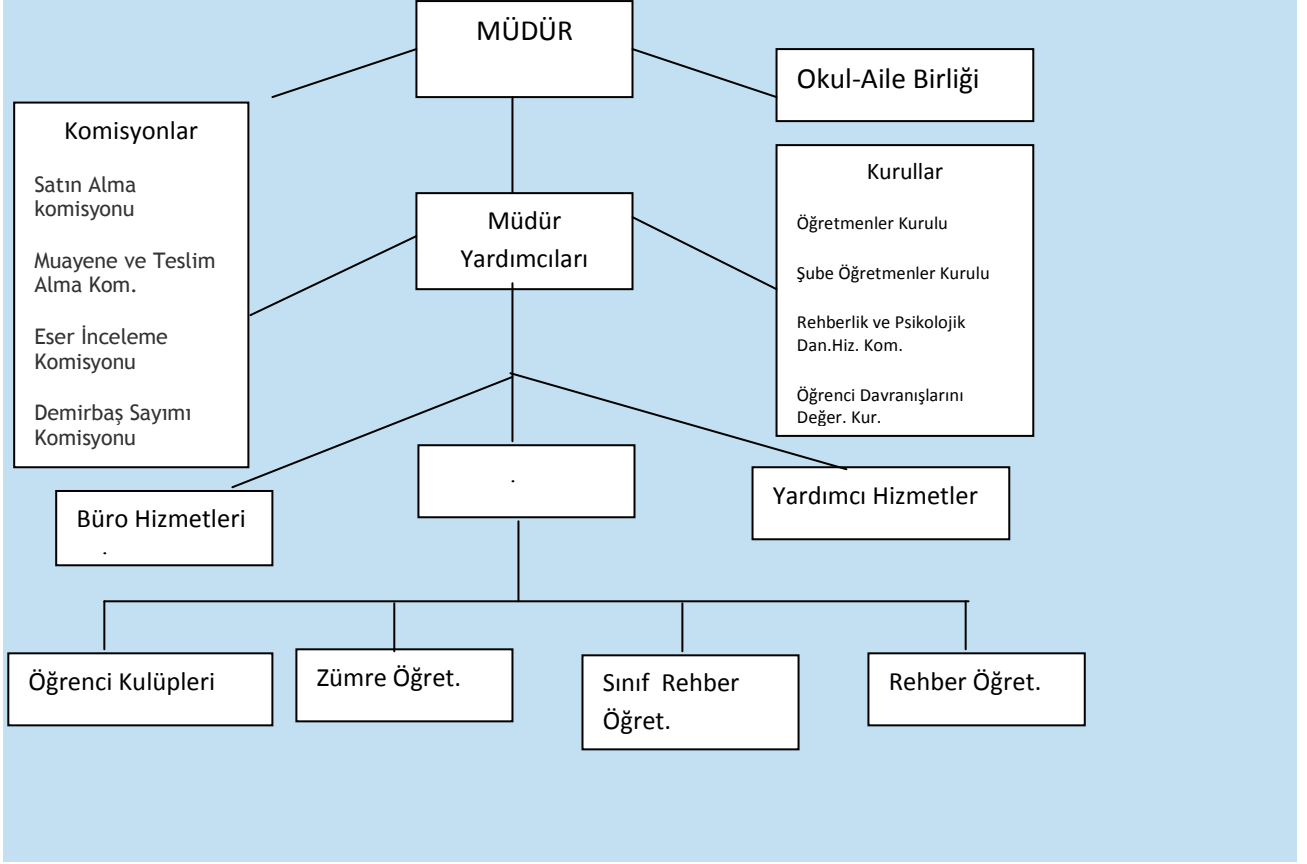 MÜDÜR
Okul-Aile Birliği
Komisyonlar
Satın Alma
komisyonu
Muayene ve Teslim
Alma Kom.
Eser İnceleme
Komisyonu
Demirbaş Sayımı
Komisyonu
Müdür
Yardımcıları
Kurullar
Öğretmenler Kurulu
Şube Öğretmenler Kurulu
Rehberlik ve Psikolojik
Dan.Hiz. Kom.
Öğrenci Davranışlarını
Değer. Kur.
Büro Hizmetleri
.
.
Yardımcı Hizmetler
Öğrenci Kulüpleri
Zümre Öğret.
Sınıf  Rehber
Öğret.
Rehber Öğret.